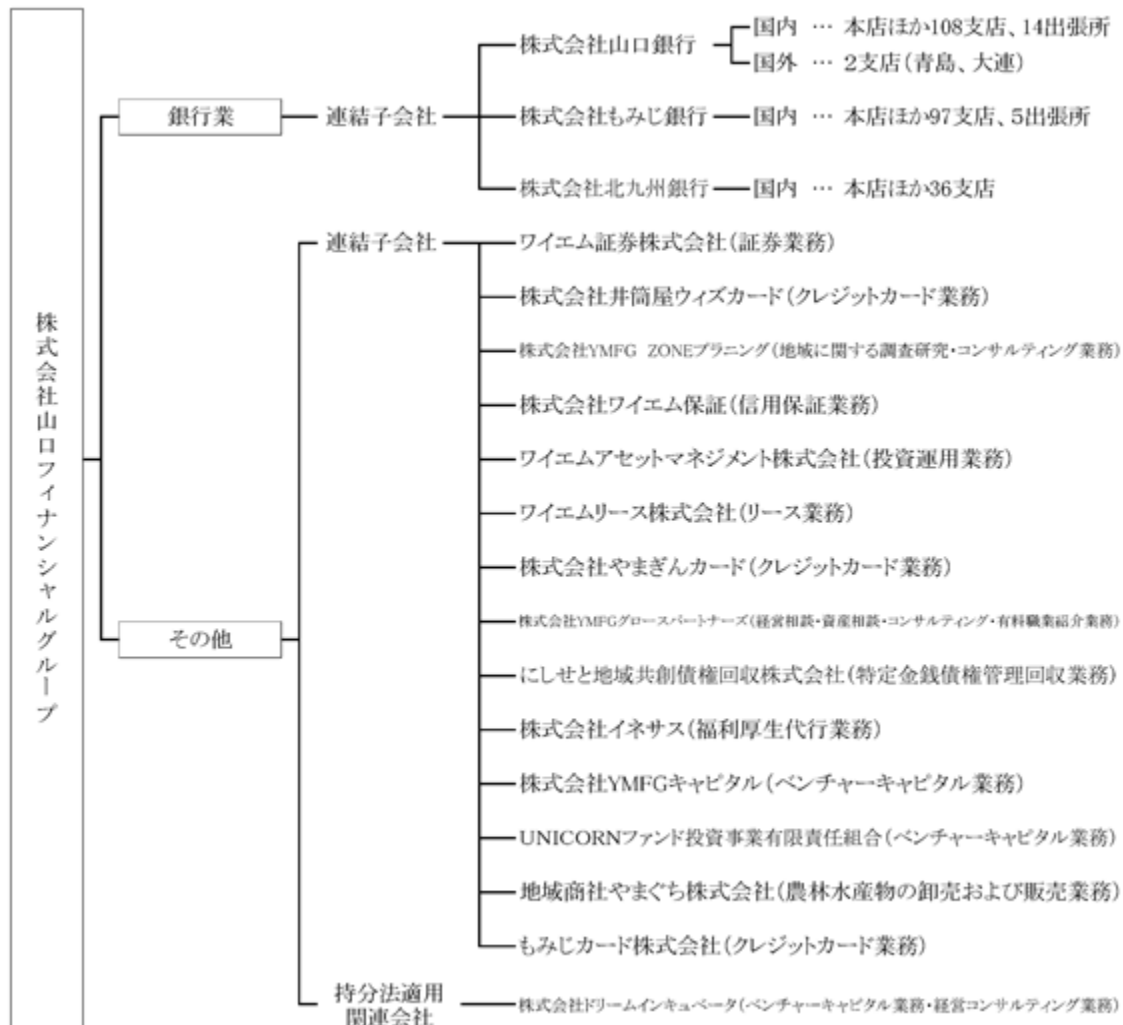 株式会社山口フィナンシャルグループ
銀行業
連結子会社
株式会社山口銀行
国内 … 本店ほか108支店、14出張所
国外 … 2支店(青島、大連)
株式会社もみじ銀行
国内 … 本店ほか97支店、5出張所
株式会社北九州銀行
国内 … 本店ほか36支店
その他
連結子会社
ワイエム証券株式会社(証券業務)
株式会社井筒屋ウィズカード(クレジットカード業務)
株式会社YMFG ZONEプラニング(地域に関する調査研究・コンサルティング業務)
株式会社ワイエム保証(信用保証業務)
ワイエムアセットマネジメント株式会社(投資運用業務)
ワイエムリース株式会社(リース業務)
株式会社やまぎんカード(クレジットカード業務)
株式会社YMFGグロースパートナーズ(経営相談・資産相談・コンサルティング・有料職業紹介業務)
にしせと地域共創債権回収株式会社(特定金銭債権管理回収業務)
株式会社イネサス(福利厚生代行業務)
株式会社YMFGキャピタル(ベンチャーキャピタル業務)
UNICORNファンド投資事業有限責任組合(ベンチャーキャピタル業務)
地域商社やまぐち株式会社(農林水産物の卸売および販売業務)
もみじカード株式会社(クレジットカード業務)
持分法適用
関連会社
株式会社ドリームインキュベータ(ベンチャーキャピタル業務・経営コンサルティング業務)